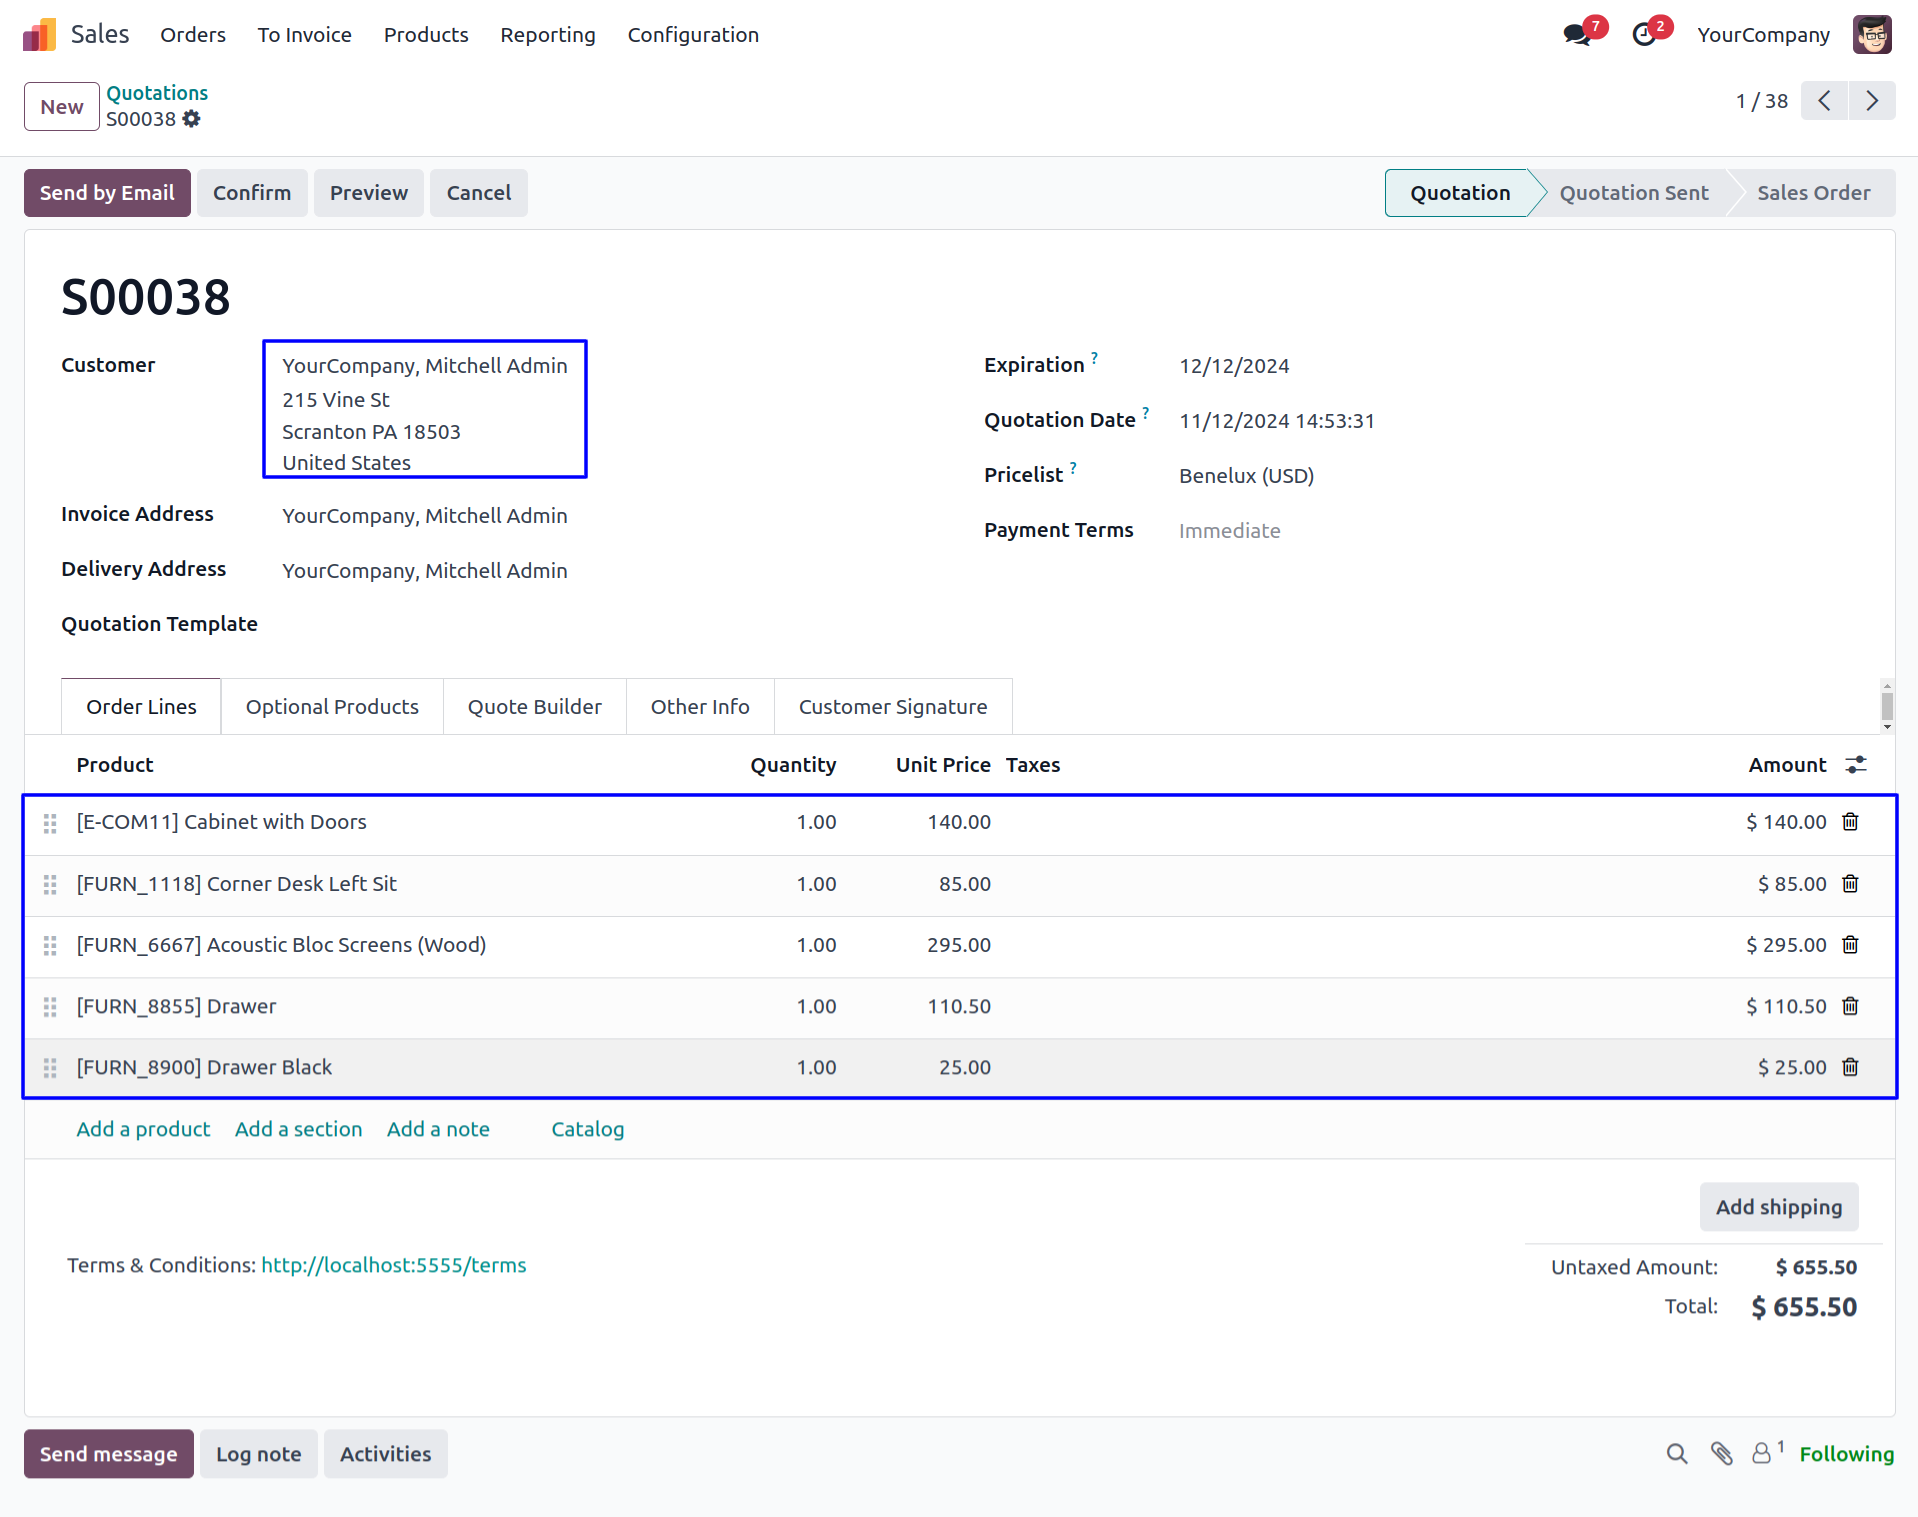 Sales Orders To Invoice Products Reporting Configuration 7 2 YourCompany
New Quotations 1 / 38
S00038
Send by Email Confirm Preview Cancel Quotation Quotation Sent Sales Order
S00038
Customer YourCompany, Mitchell Admin
215 Vine St
Scranton PA 18503
United States
Invoice Address YourCompany, Mitchell Admin
Delivery Address YourCompany, Mitchell Admin
Quotation Template
Expiration ? 12/12/2024
Quotation Date ? 11/12/2024 14:53:31
Pricelist ? Benelux (USD)
Payment Terms Immediate
Order Lines Optional Products Quote Builder Other Info Customer Signature
Product Quantity Unit Price Taxes Amount
[E-COM11] Cabinet with Doors 1.00 140.00 $ 140.00
[FURN_1118] Corner Desk Left Sit 1.00 85.00 $ 85.00
[FURN_6667] Acoustic Bloc Screens (Wood) 1.00 295.00 $ 295.00
[FURN_8855] Drawer 1.00 110.50 $ 110.50
[FURN_8900] Drawer Black 1.00 25.00 $ 25.00
Add a product Add a section Add a note Catalog
Add shipping
Terms & Conditions: http://localhost:5555/terms
Untaxed Amount: $ 655.50
Total: $ 655.50
Send message Log note Activities 1 Following